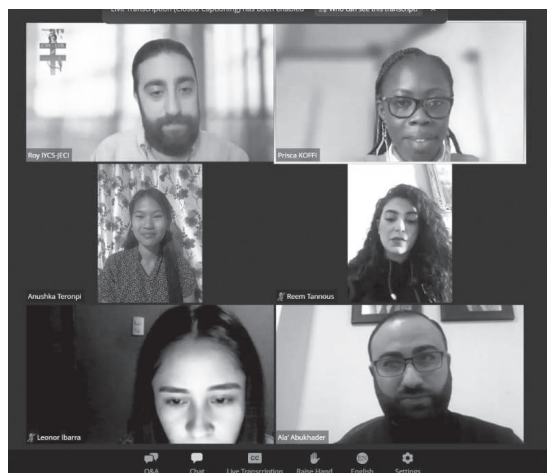 Live Transcription (Closed Captioning) has been enabled
Who can see this transcript?
Roy IYCS-JECI
Prisca KOFFI
Anushka Teronpi
Reem Tannous
Leonor Ibarra
Ala' Abukhader
CC
Q&A
Chat
Live Transcription
Raise Hand
English
Settings